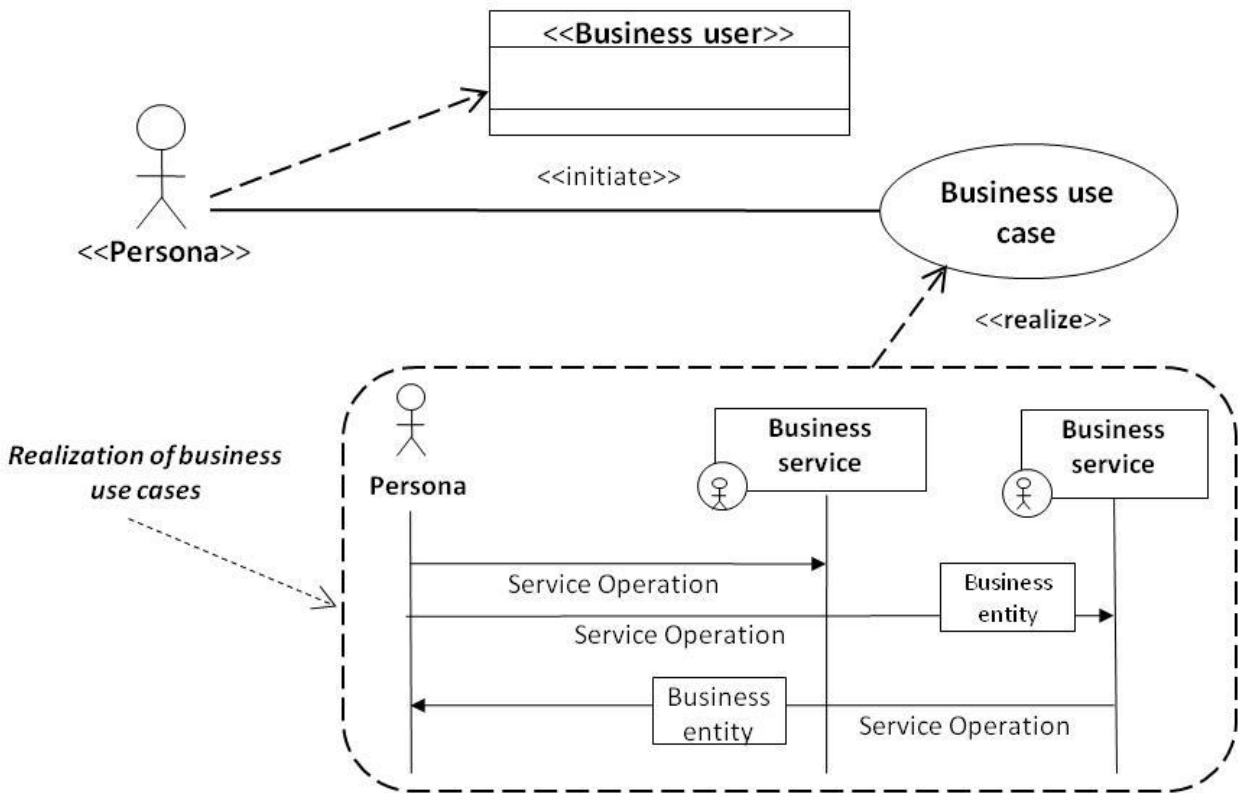 <<Business user>>
<<initiate>>
Business use
case
<<Persona>>
<<realize>>
Realization of business
use cases
Persona
Business
service
Business
service
Service Operation
Business
entity
Service Operation
Business
entity
Service Operation